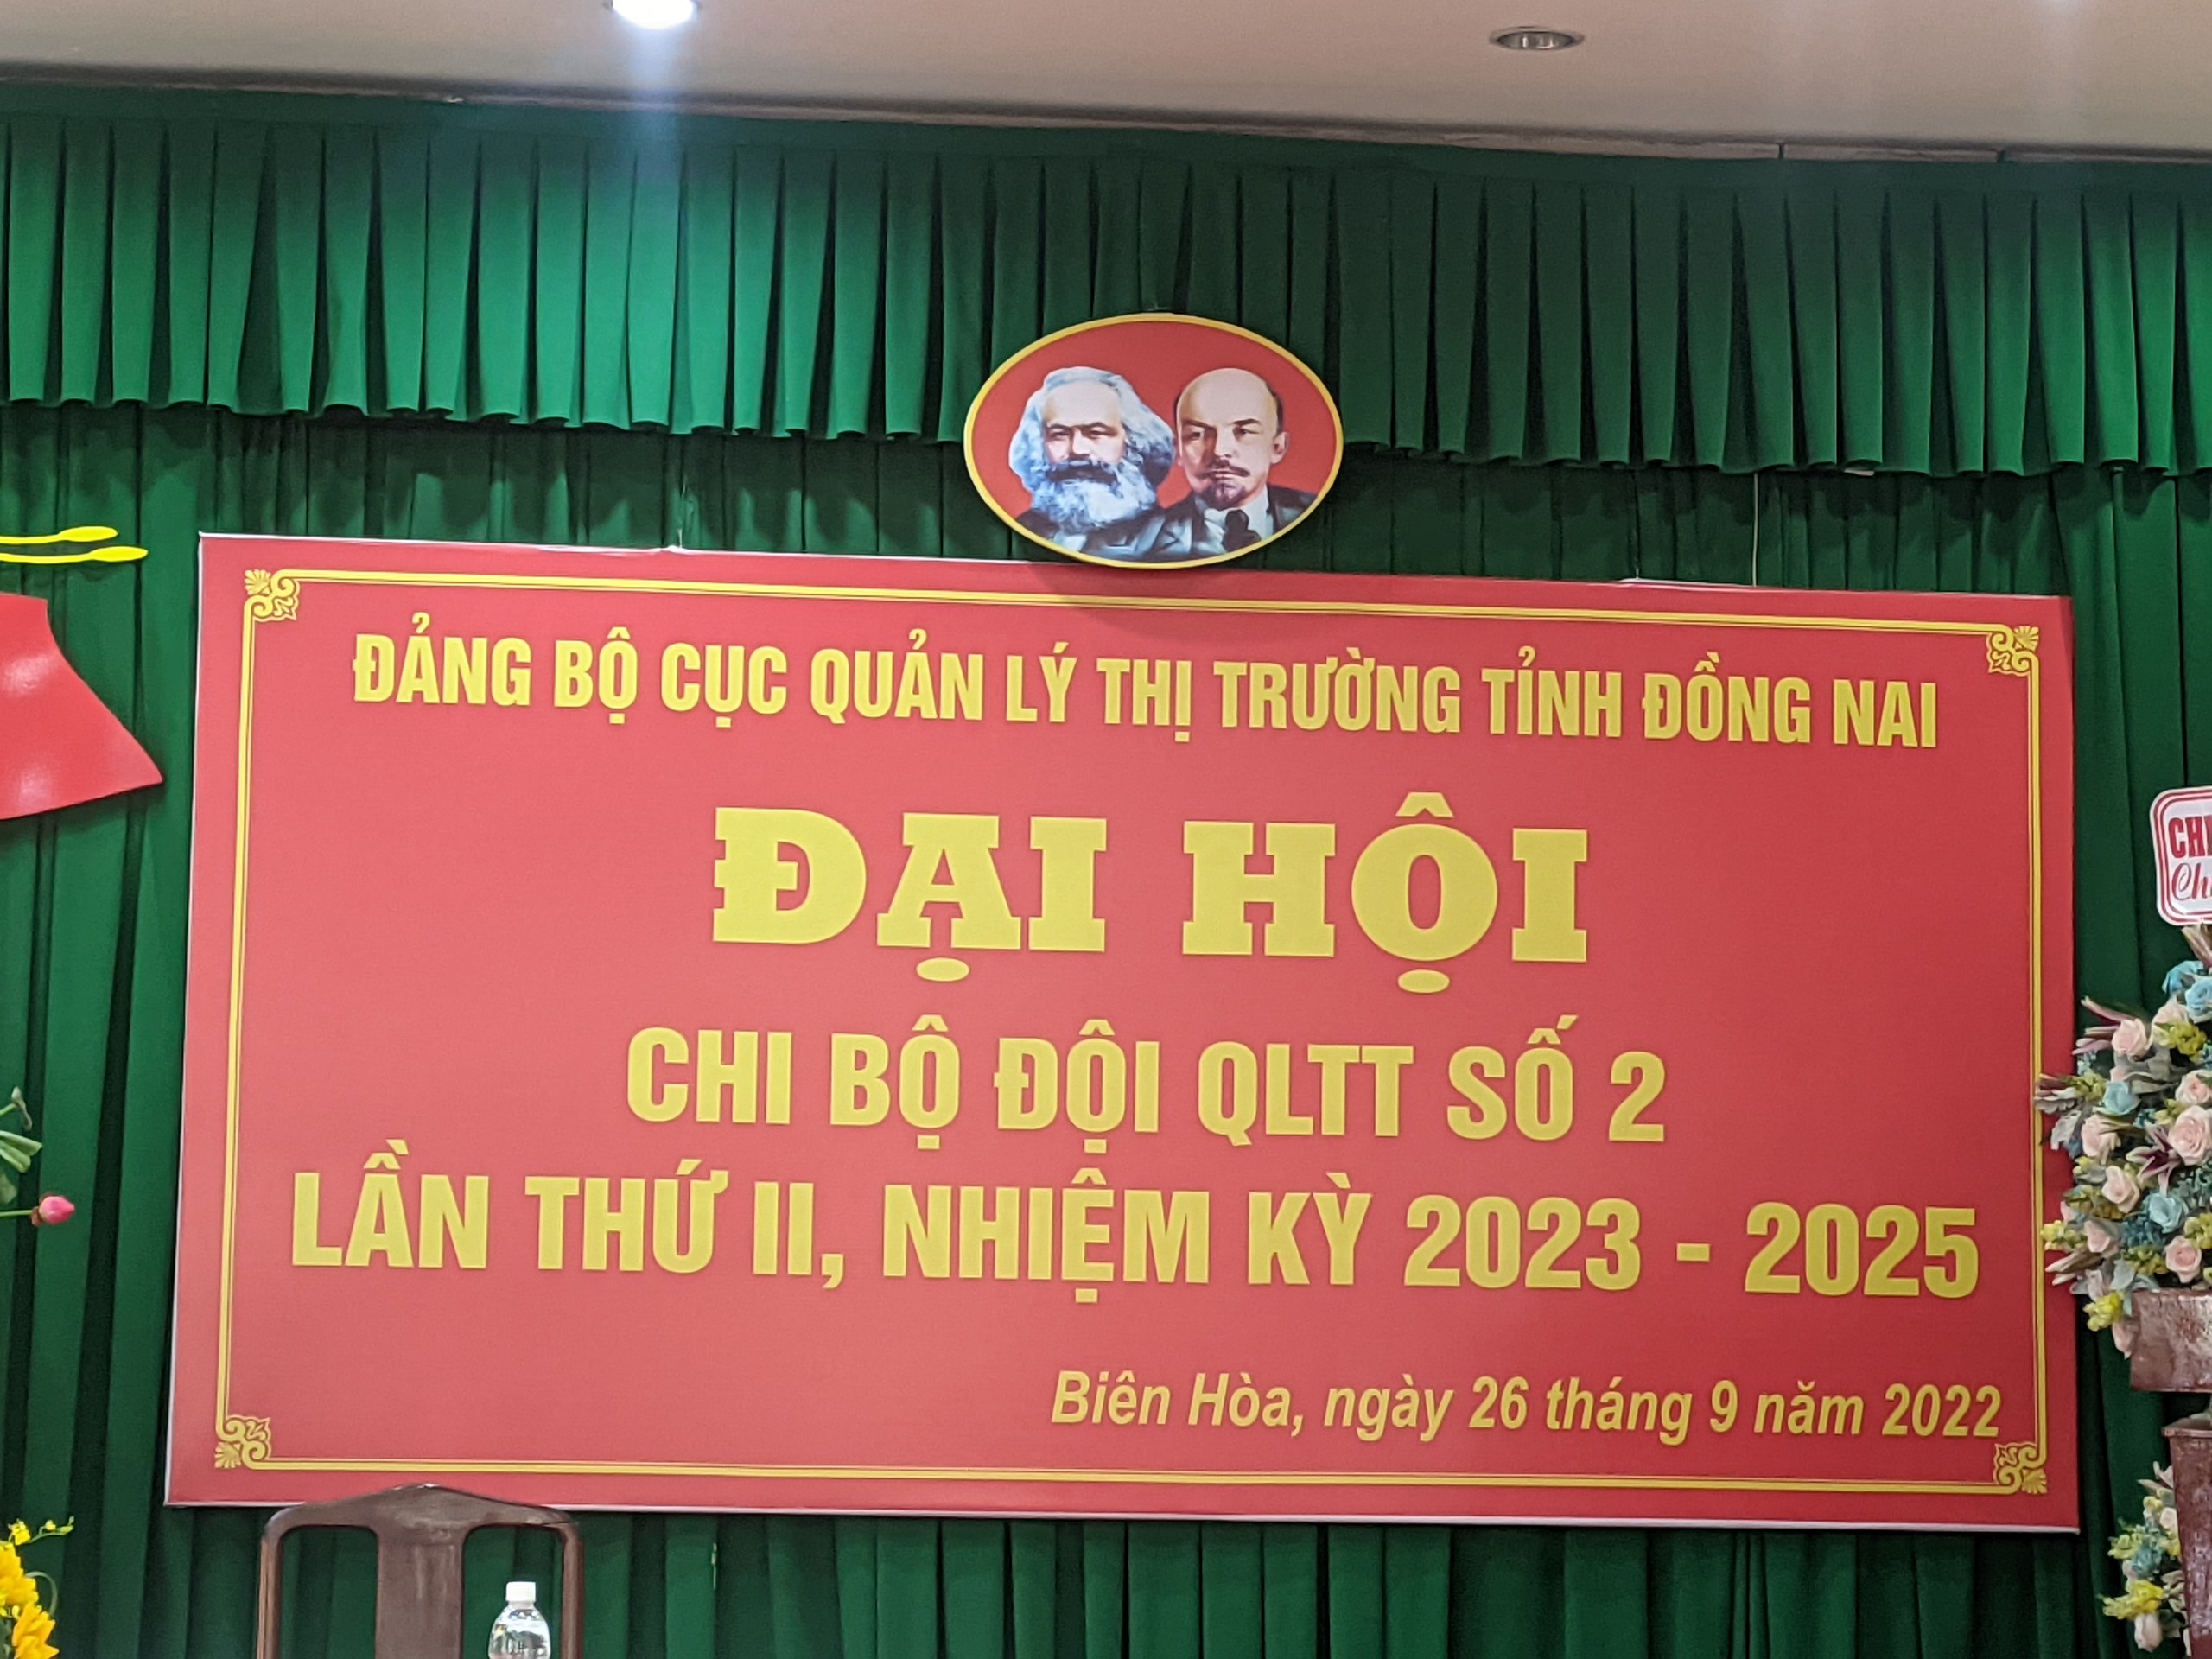 ĐẢNG BỘ CỤC QUẢN LÝ THỊ TRƯỜNG TỈNH ĐỒNG NAI
ĐẠI HỘI
CHI BỘ ĐỘI QLTT SỐ 2
LẦN THỨ II, NHIỆM KỲ 2023 - 2025
Biên Hòa, ngày 26 tháng 9 năm 2022